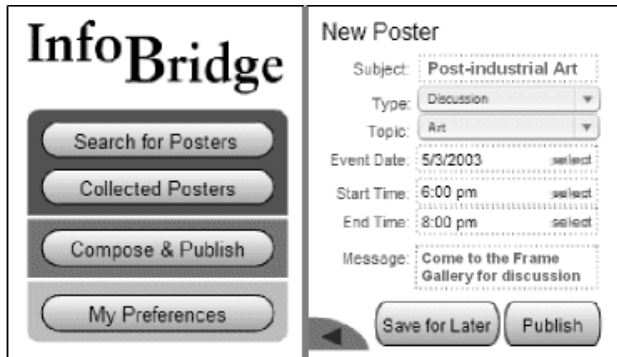 InfoBridge
Search for Posters
Collected Posters
Compose & Publish
My Preferences
New Poster
Subject: Post-industrial Art
Type: Discussion
Topic: Art
Event Date: 5/3/2003 select
Start Time: 6:00 pm select
End Time: 8:00 pm select
Message: Come to the Frame
Gallery for discussion
Save for Later Publish